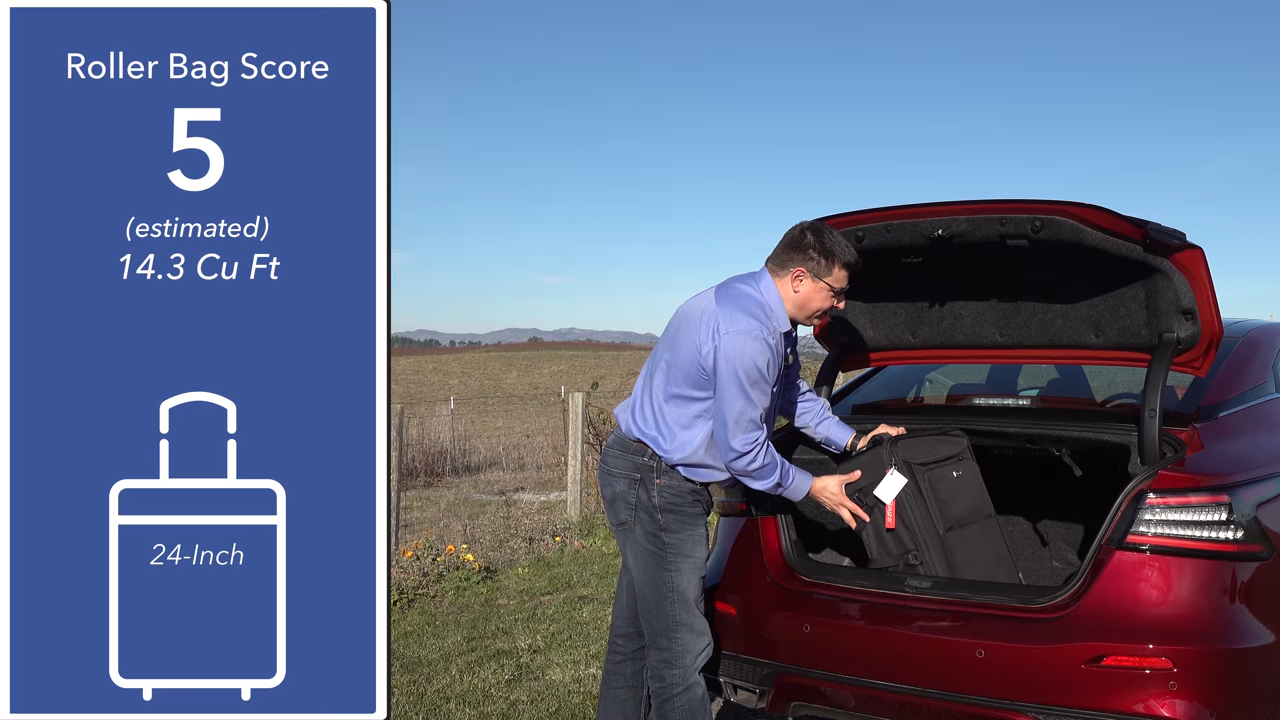 Roller Bag Score
5
(estimated)
14.3 Cu Ft
24-Inch